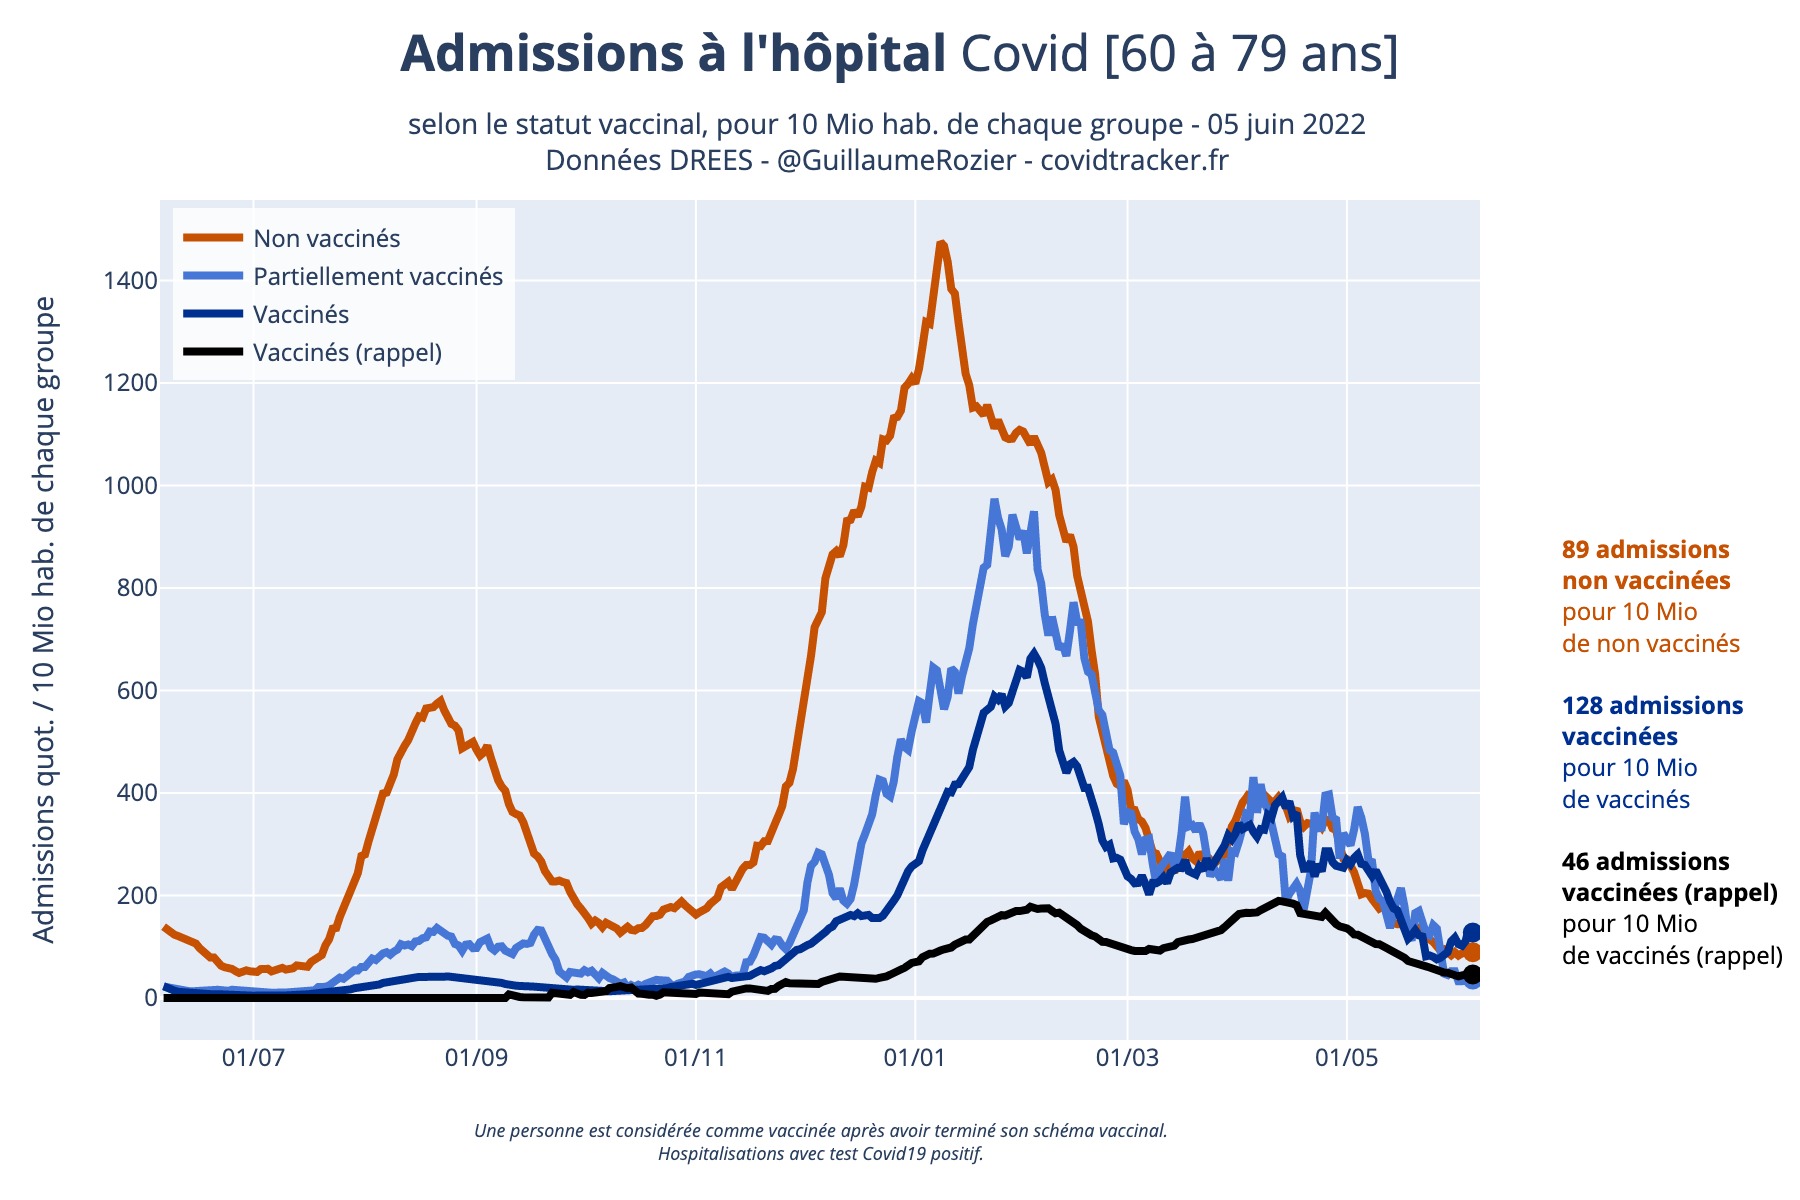 Admissions à l'hôpital Covid [60 à 79 ans]
selon le statut vaccinal, pour 10 Mio hab. de chaque groupe - 05 juin 2022
Données DREES - @GuillaumeRozier - covidtracker.fr
Non vaccinés
Partiellement vaccinés
Vaccinés
Vaccinés (rappel)
Admissions quot. / 10 Mio hab. de chaque groupe
1400
1200
1000
800
600
400
200
0
01/07
01/09
01/11
01/01
01/03
01/05
89 admissions
non vaccinées
pour 10 Mio
de non vaccinés
128 admissions
vaccinées
pour 10 Mio
de vaccinés
46 admissions
vaccinées (rappel)
pour 10 Mio
de vaccinés (rappel)
Une personne est considérée comme vaccinée après avoir terminé son schéma vaccinal.
Hospitalisations avec test Covid19 positif.